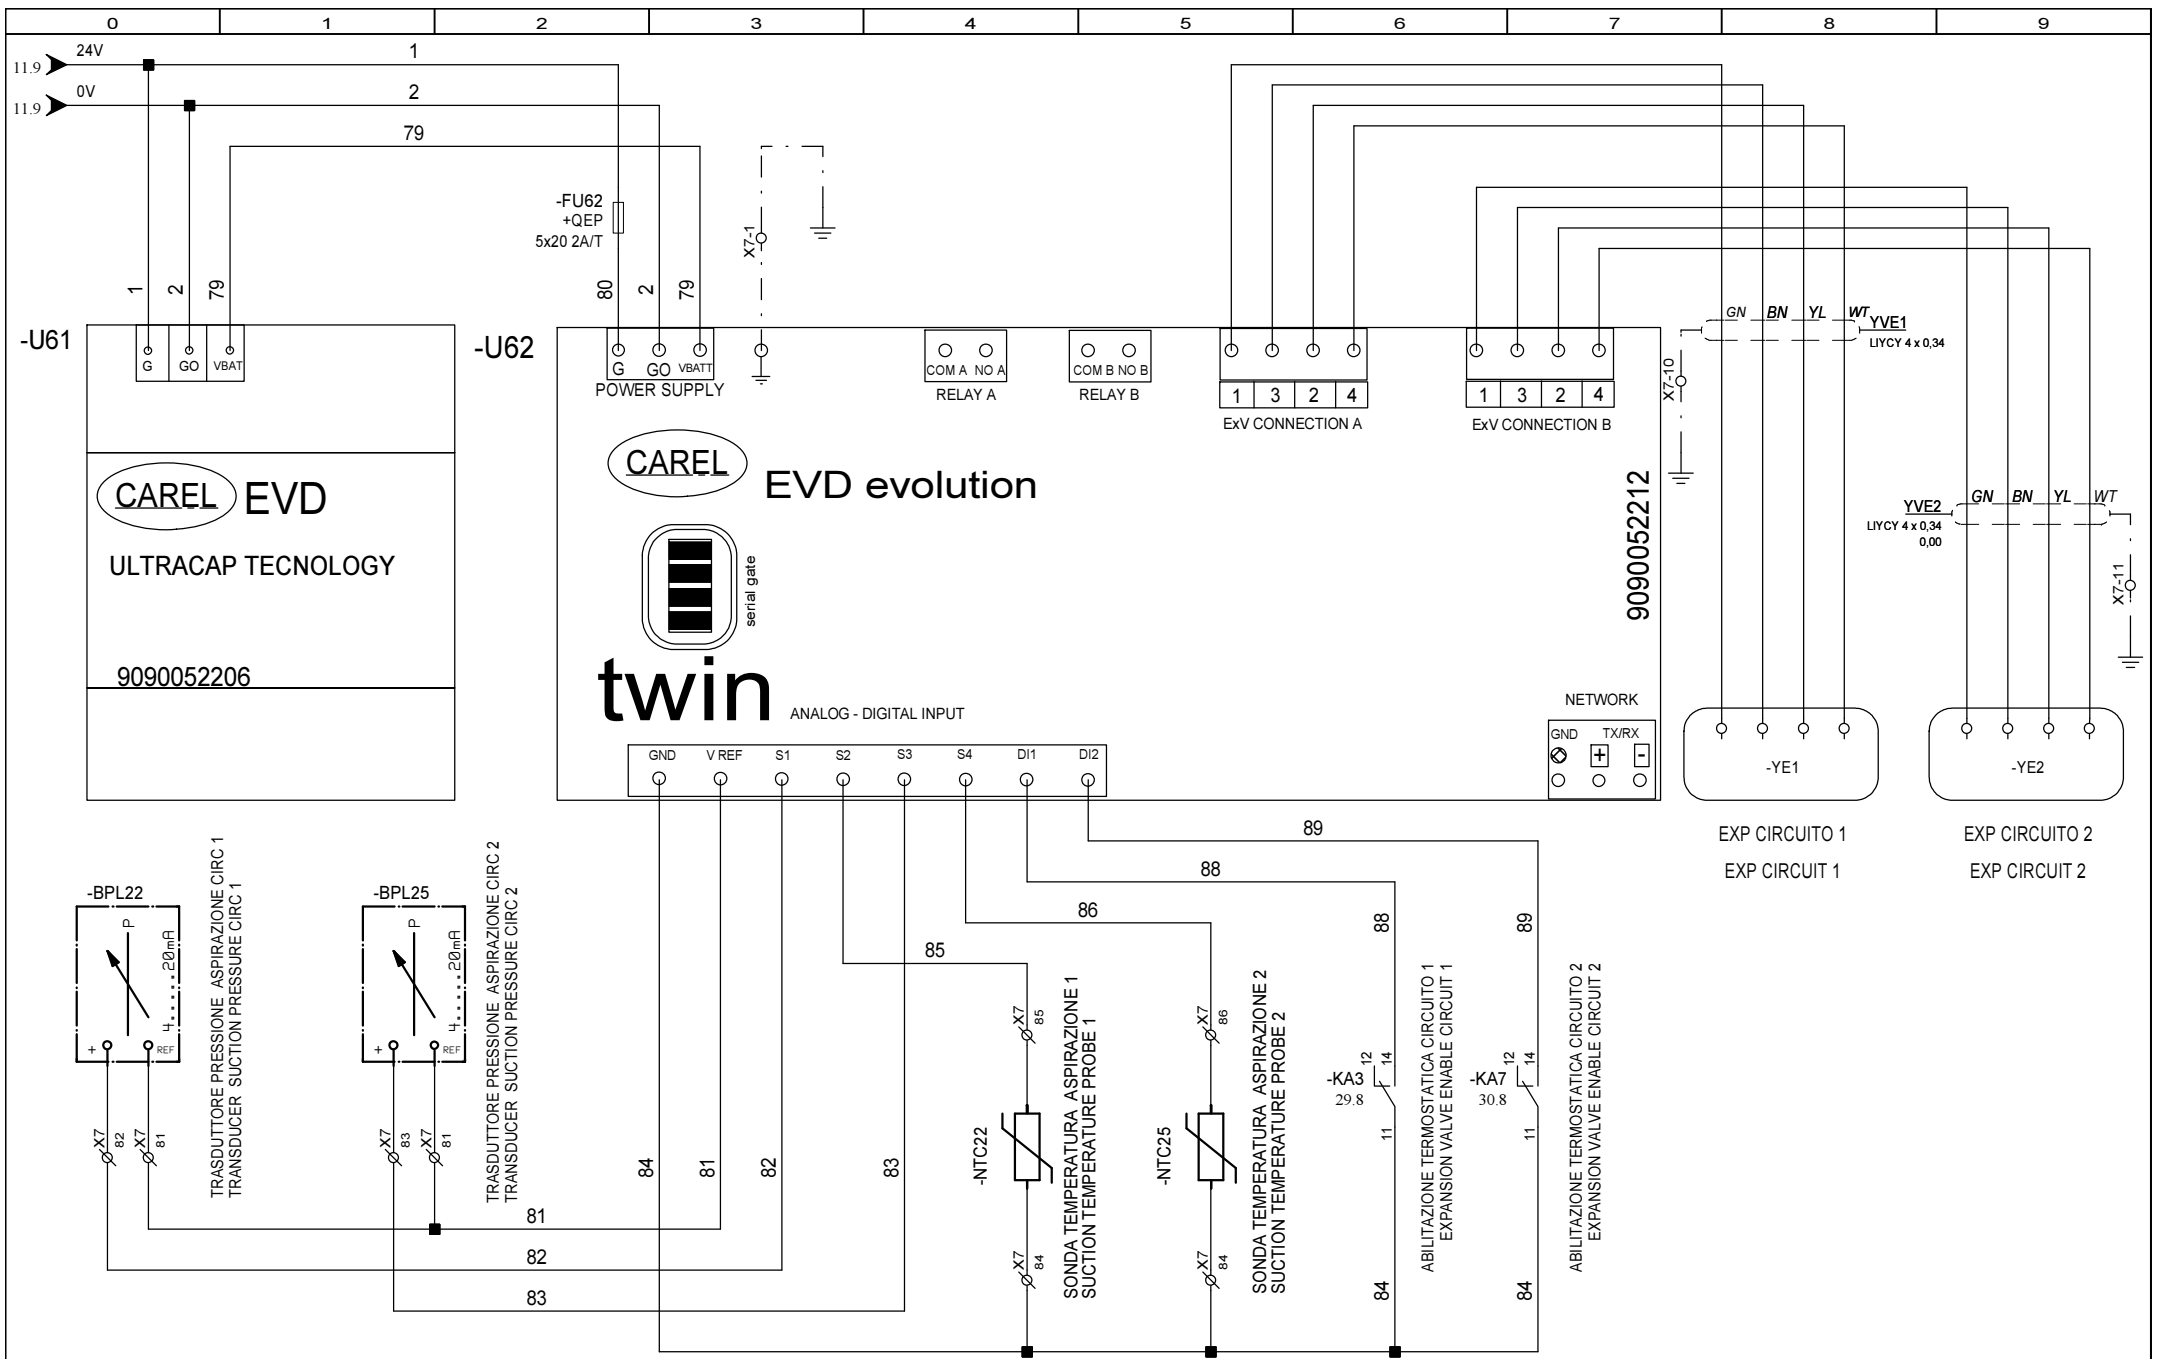 0 1 2 3 4 5 6 7 8 9
11.9 24V 1
11.9 0V 2
79
-FU62
+QEP
5x20 2A/T
X7-1
1 2 79
80 2 79
-U61
G GO VBAT
CAREL EVD
ULTRACAP TECNOLOGY
9090052206
-U62
G GO VBATT
POWER SUPPLY
COM A NO A
RELAY A
COM B NO B
RELAY B
1 3 2 4
ExV CONNECTION A
1 3 2 4
ExV CONNECTION B
CAREL
EVD evolution
serial gate
twin
9090052212
ANALOG - DIGITAL INPUT
GND V REF S1 S2 S3 S4 DI1 DI2
NETWORK
GND TX/RX
+ -
GN BN YL WT
YVE1
LIYCY 4 x 0,34
X7-10
GN BN YL WT
YVE2
LIYCY 4 x 0,34
0,00
X7-11
-YE1
EXP CIRCUITO 1
EXP CIRCUIT 1
-YE2
EXP CIRCUITO 2
EXP CIRCUIT 2
-BPL22
P
4.....20mA
+ REF
X7 82
X7 81
TRASDUTTORE PRESSIONE ASPIRAZIONE CIRC 1
TRANSDUCER SUCTION PRESSURE CIRC 1
-BPL25
P
4.....20mA
+ REF
X7 83
X7 81
TRASDUTTORE PRESSIONE ASPIRAZIONE CIRC 2
TRANSDUCER SUCTION PRESSURE CIRC 2
81
82
83
84 81 82 83
89
88
86
85
X7 85
-NTC22
X7 84
SONDA TEMPERATURA ASPIRAZIONE 1
SUCTION TEMPERATURE PROBE 1
X7 86
-NTC25
X7 84
SONDA TEMPERATURA ASPIRAZIONE 2
SUCTION TEMPERATURE PROBE 2
88
12 14
-KA3
29.8
11
84
ABILITAZIONE TERMOSTATICA CIRCUITO 1
EXPANSION VALVE ENABLE CIRCUIT 1
89
12 14
-KA7
30.8
11
84
ABILITAZIONE TERMOSTATICA CIRCUITO 2
EXPANSION VALVE ENABLE CIRCUIT 2